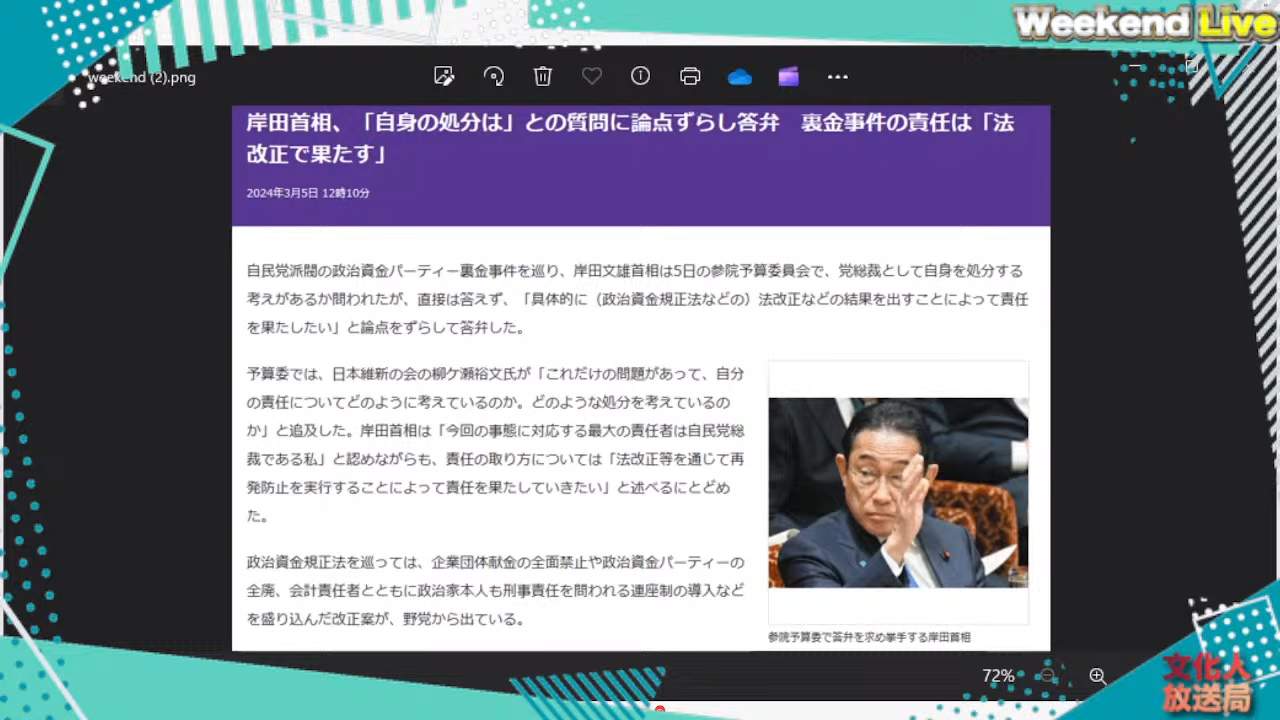 Weekend Live
weekend (2).png
岸田首相、「自身の処分は」との質問に論点ずらし答弁　裏金事件の責任は「法
改正で果たす」
2024年3月5日 12時10分
自民党派閥の政治資金パーティー裏金事件を巡り、岸田文雄首相は5日の参院予算委員会で、党総裁として自身を処分する
考えがあるか問われたが、直接は答えず、「具体的に（政治資金規正法などの）法改正などの結果を出すことによって責任
を果たしたい」と論点をずらして答弁した。
予算委では、日本維新の会の柳ケ瀬裕文氏が「これだけの問題があって、自分
の責任についてどのように考えているのか。どのような処分を考えているの
か」と追及した。岸田首相は「今回の事態に対応する最大の責任者は自民党総
裁である私」と認めながらも、責任の取り方については「法改正等を通じて再
発防止を実行することによって責任を果たしていきたい」と述べるにとどめ
た。
政治資金規正法を巡っては、企業団体献金の全面禁止や政治資金パーティーの
全廃、会計責任者とともに政治家本人も刑事責任を問われる連座制の導入など
を盛り込んだ改正案が、野党から出ている。
参院予算委で答弁を求め挙手する岸田首相
72%
文化人
放送局